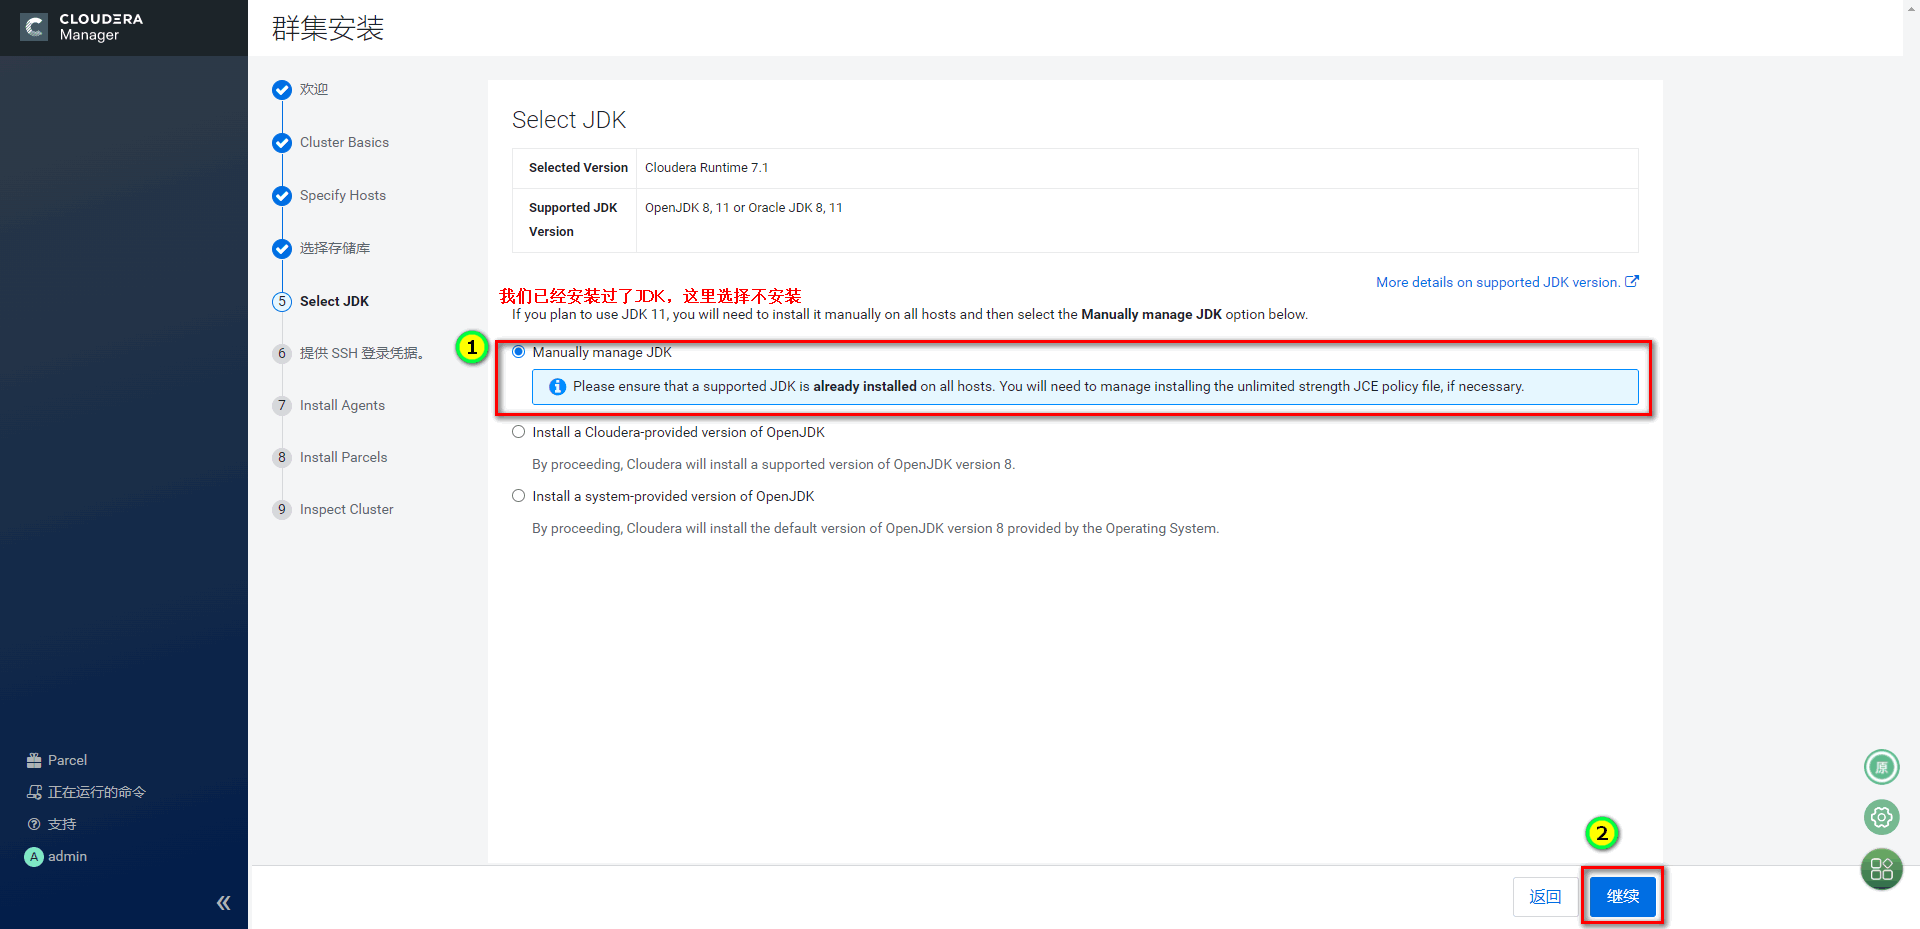 CLOUDERA
Manager
群集安装
欢迎
Cluster Basics
Specify Hosts
选择存储库
5 Select JDK
6 提供 SSH 登录凭据。
7 Install Agents
8 Install Parcels
9 Inspect Cluster
Select JDK
Selected Version Cloudera Runtime 7.1
Supported JDK Version OpenJDK 8, 11 or Oracle JDK 8, 11
More details on supported JDK version.
我们已经安装过了JDK，这里选择不安装
If you plan to use JDK 11, you will need to install it manually on all hosts and then select the Manually manage JDK option below.
1
Manually manage JDK
Please ensure that a supported JDK is already installed on all hosts. You will need to manage installing the unlimited strength JCE policy file, if necessary.
Install a Cloudera-provided version of OpenJDK
By proceeding, Cloudera will install a supported version of OpenJDK version 8.
Install a system-provided version of OpenJDK
By proceeding, Cloudera will install the default version of OpenJDK version 8 provided by the Operating System.
Parcel
正在运行的命令
支持
A admin
原
2
返回
继续